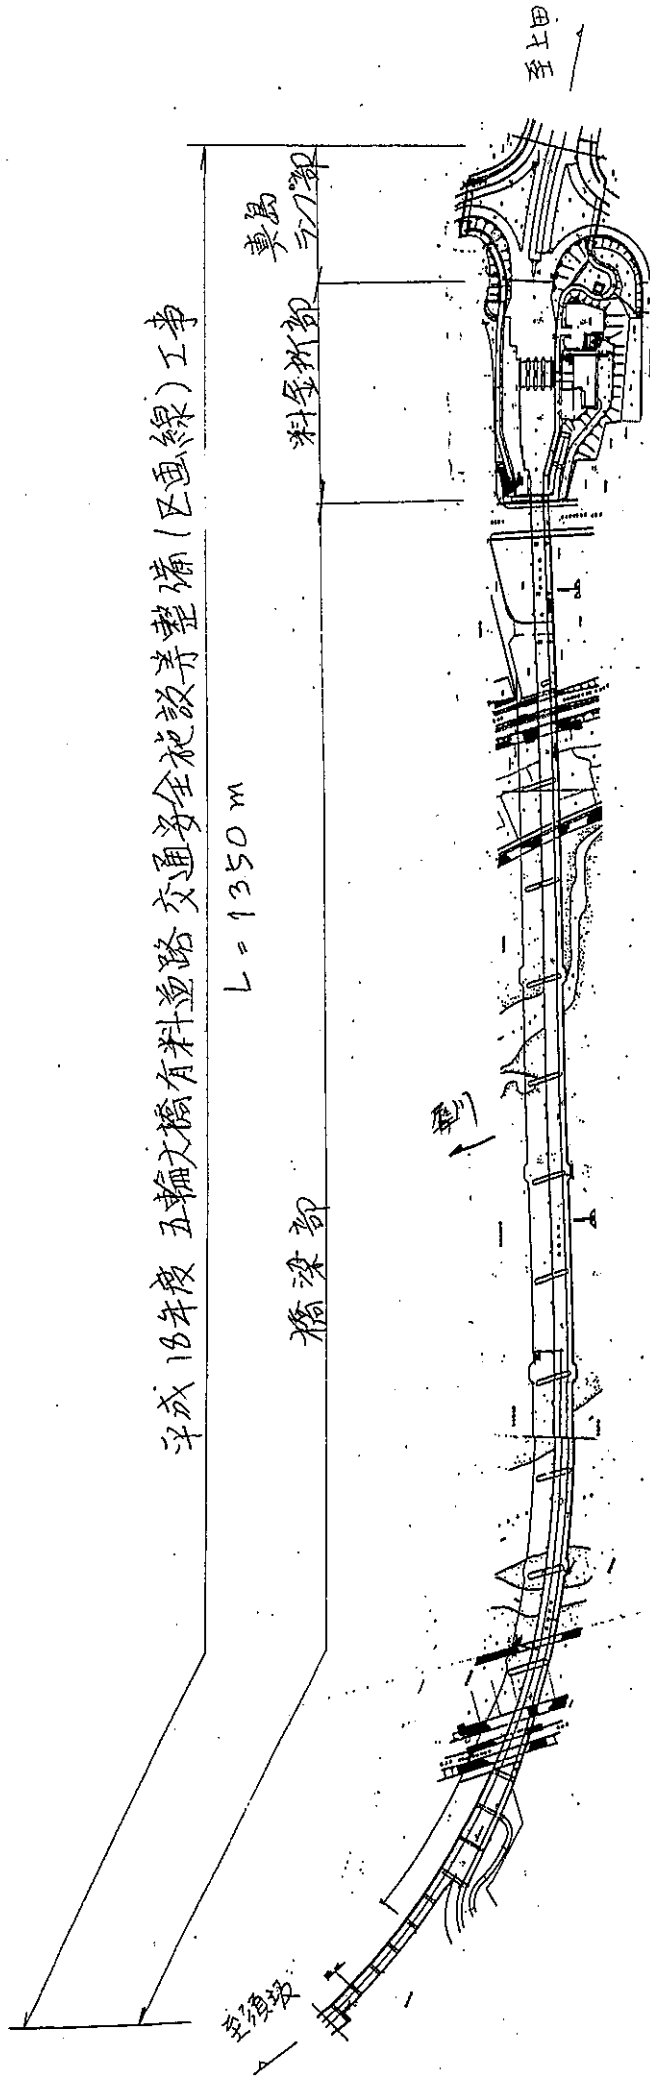 平成18年度 五輪大橋有料道路 交通安全施設等整備(区画線)工事
L=1350m
橋梁部
料金所部
真島
ランプ部
至須坂
至上田